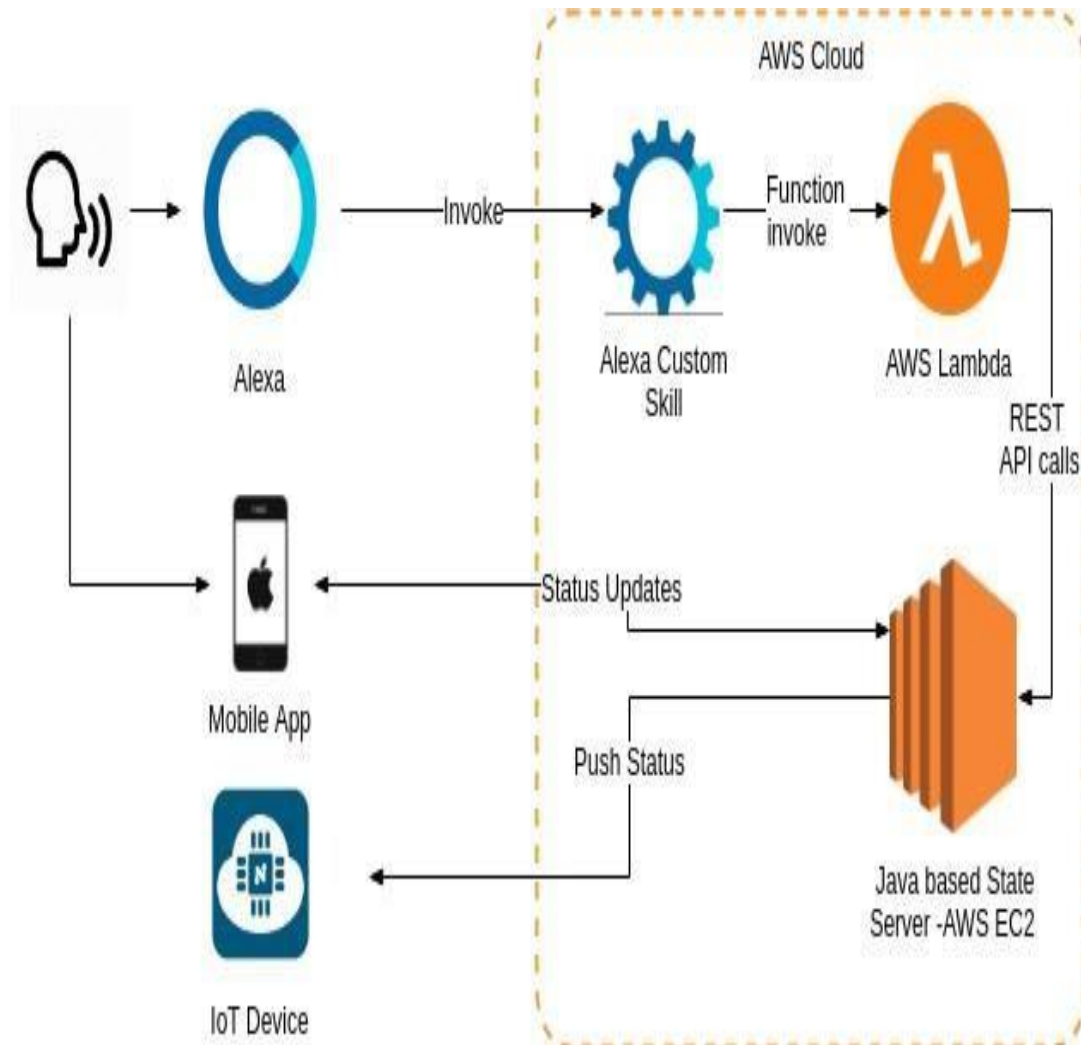 AWS Cloud
Invoke
Function
invoke
Alexa
Alexa Custom
Skill
AWS Lambda
REST
API calls
Status Updates
Mobile App
Push Status
Java based State
Server -AWS EC2
IoT Device